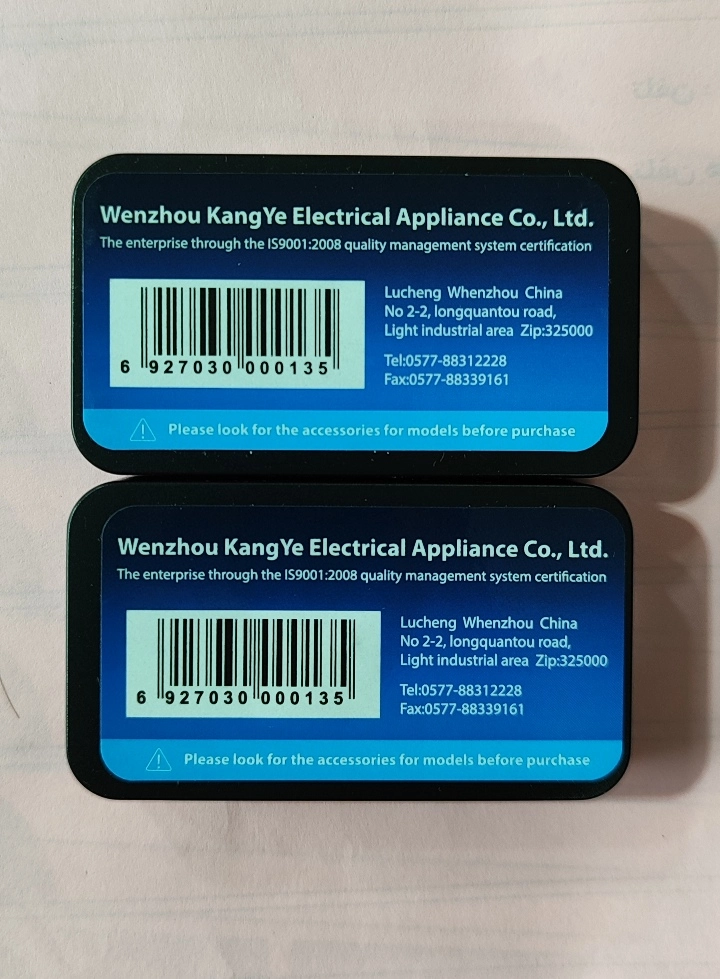 Wenzhou KangYe Electrical Appliance Co., Ltd.
The enterprise through the IS9001:2008 quality management system certification
Lucheng Whenzhou China
No 2-2, longquantou road,
Light industrial area Zip:325000
Tel:0577-88312228
Fax:0577-88339161
6 927030 000135
Please look for the accessories for models before purchase
Wenzhou KangYe Electrical Appliance Co., Ltd.
The enterprise through the IS9001:2008 quality management system certification
Lucheng Whenzhou China
No 2-2, longquantou road,
Light industrial area Zip:325000
Tel:0577-88312228
Fax:0577-88339161
6 927030 000135
Please look for the accessories for models before purchase